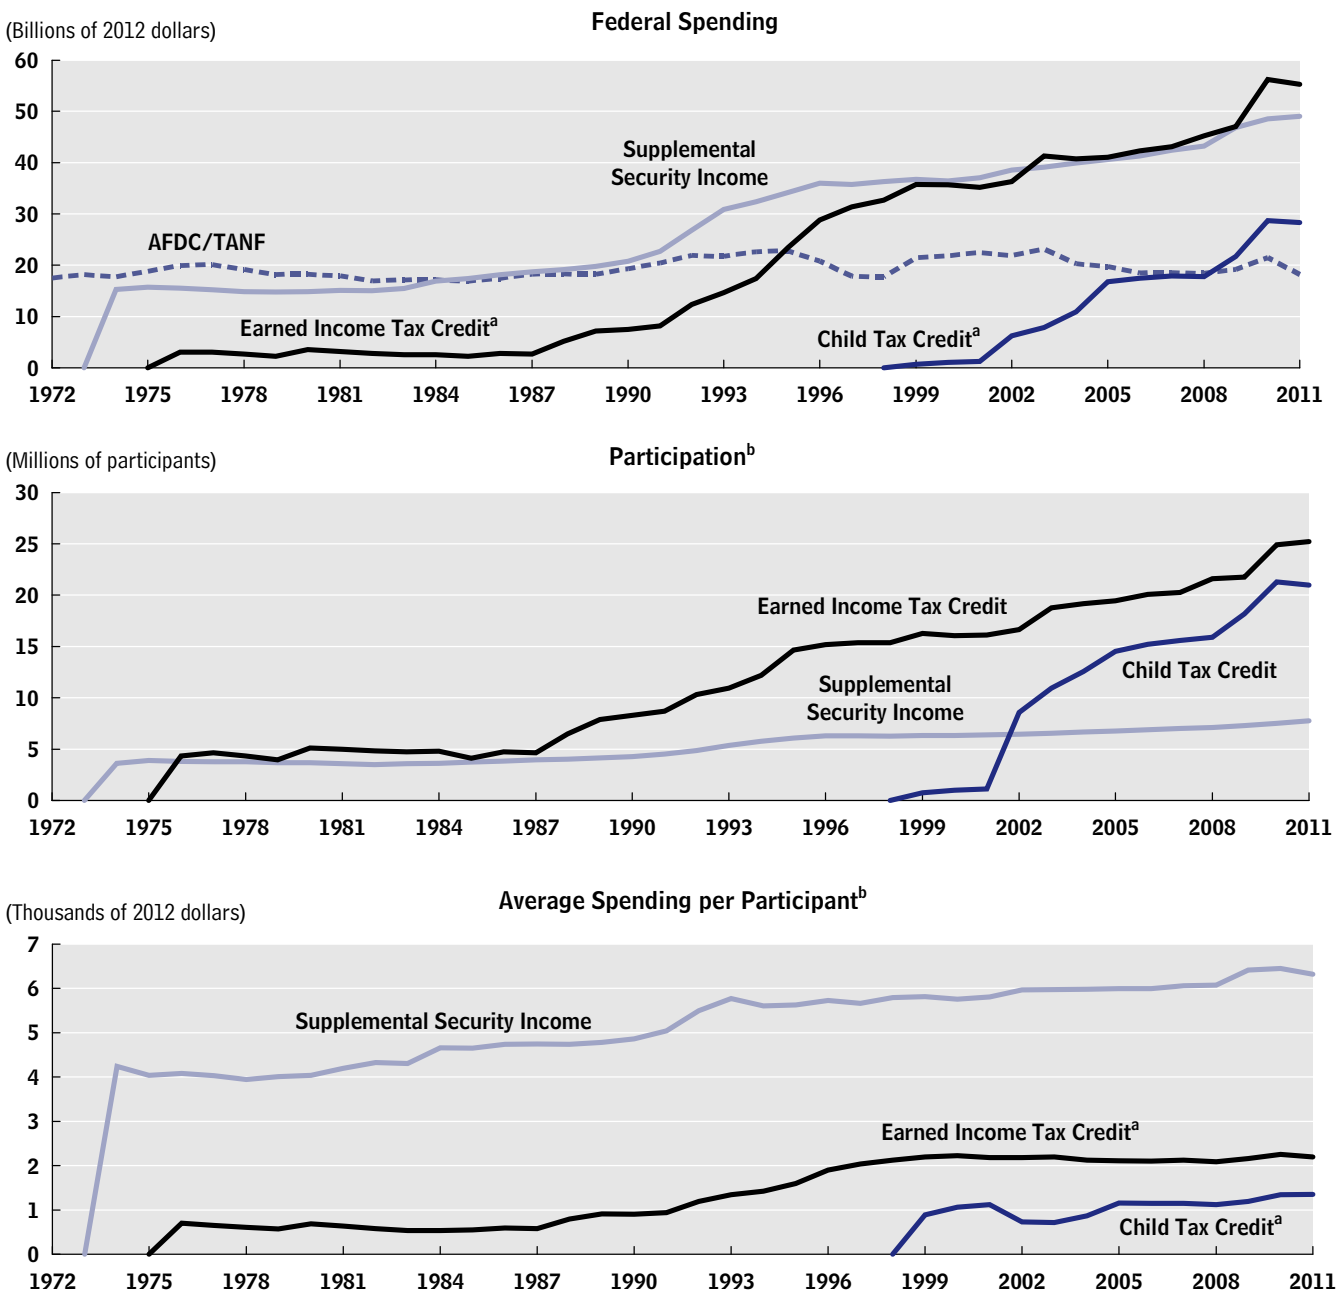 Federal Spending
(Billions of 2012 dollars)
60
50
40
30
20
10
0
Supplemental
Security Income
AFDC/TANF
Earned Income Tax Creditᵃ
Child Tax Creditᵃ
1972 1975 1978 1981 1984 1987 1990 1993 1996 1999 2002 2005 2008 2011
Participationᵇ
(Millions of participants)
30
25
20
15
10
5
0
Earned Income Tax Credit
Child Tax Credit
Supplemental
Security Income
1972 1975 1978 1981 1984 1987 1990 1993 1996 1999 2002 2005 2008 2011
Average Spending per Participantᵇ
(Thousands of 2012 dollars)
7
6
5
4
3
2
1
0
Supplemental Security Income
Earned Income Tax Creditᵃ
Child Tax Creditᵃ
1972 1975 1978 1981 1984 1987 1990 1993 1996 1999 2002 2005 2008 2011